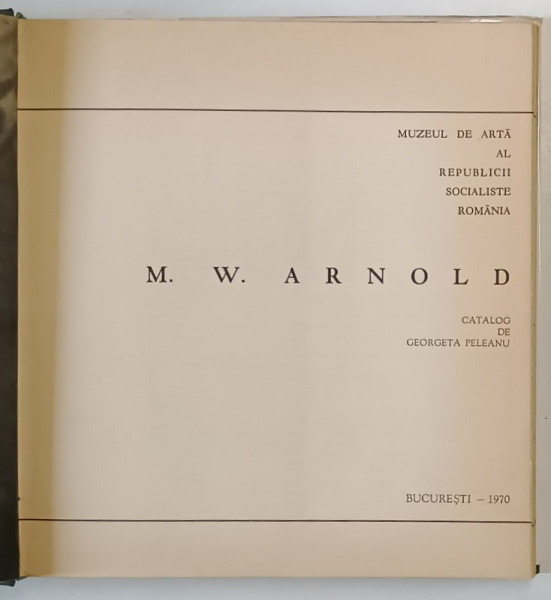 MUZEUL DE ARTĂ
AL
REPUBLICII
SOCIALISTE
ROMÂNIA
M. W. ARNOLD
CATALOG
DE
GEORGETA PELEANU
BUCUREȘTI – 1970